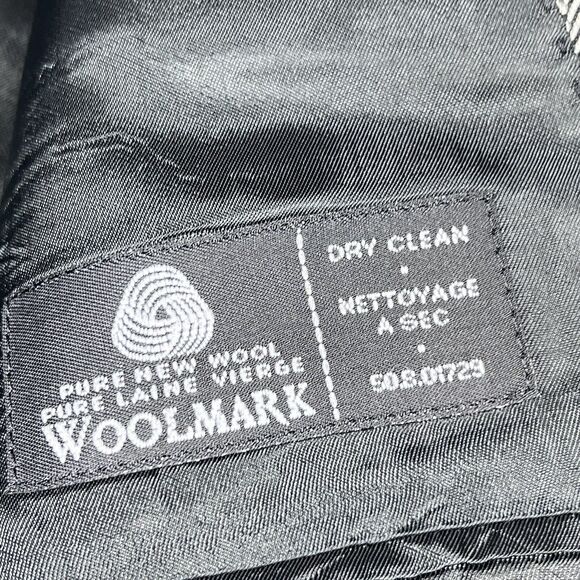 PURE NEW WOOL
PURE LAINE VIERGE
WOOLMARK
DRY CLEAN
•
NETTOYAGE
A SEC
•
50.8.01729